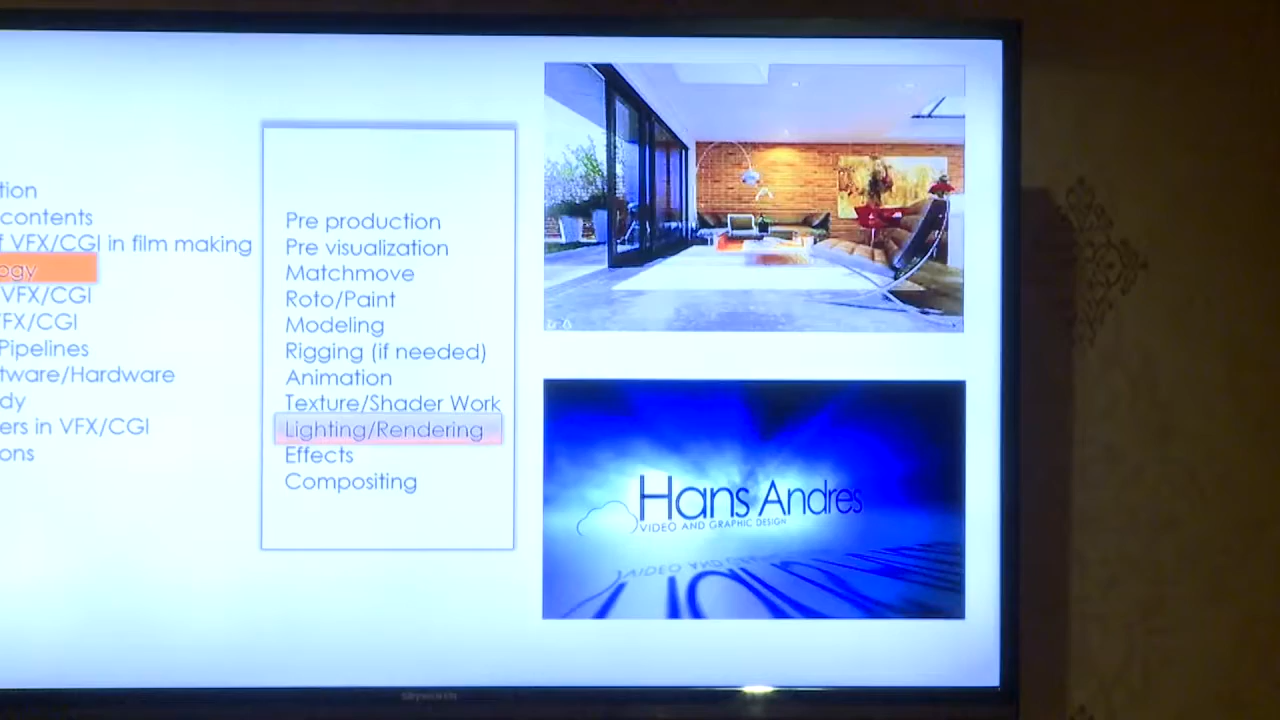 tion
contents
f VFX/CGI in film making
ogy
VFX/CGI
FX/CGI
Pipelines
tware/Hardware
dy
ers in VFX/CGI
ons
Pre production
Pre visualization
Matchmove
Roto/Paint
Modeling
Rigging (if needed)
Animation
Texture/Shader Work
Lighting/Rendering
Effects
Compositing
Hans Andres
VIDEO AND GRAPHIC DESIGN
Skyworth